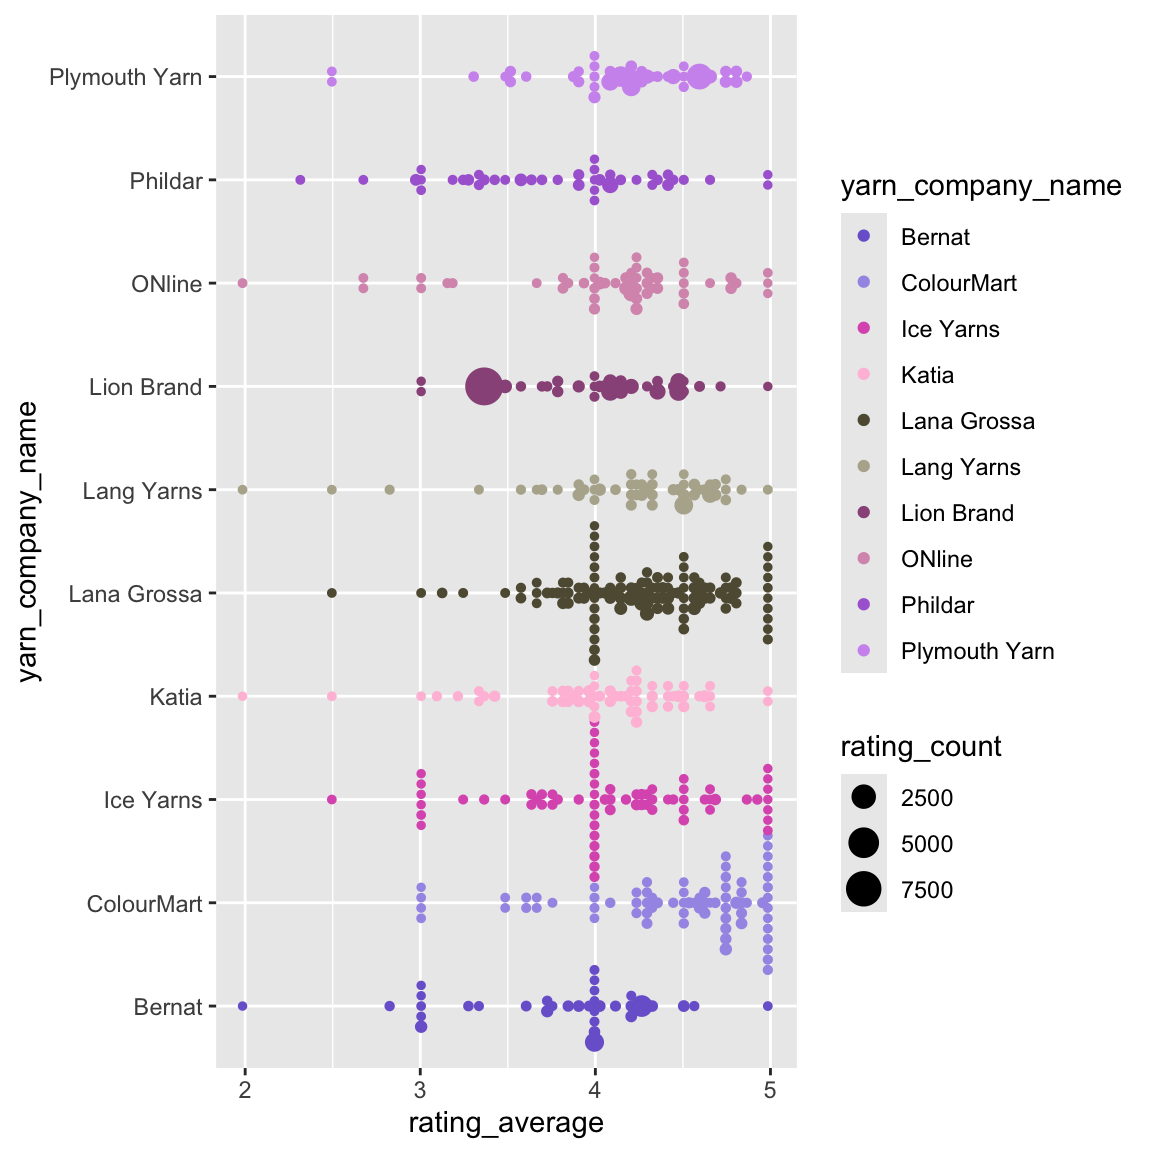 Plymouth Yarn
Phildar
ONline
Lion Brand
Lang Yarns
Lana Grossa
Katia
Ice Yarns
ColourMart
Bernat
yarn_company_name
2 3 4 5
rating_average
yarn_company_name
Bernat
ColourMart
Ice Yarns
Katia
Lana Grossa
Lang Yarns
Lion Brand
ONline
Phildar
Plymouth Yarn
rating_count
2500
5000
7500